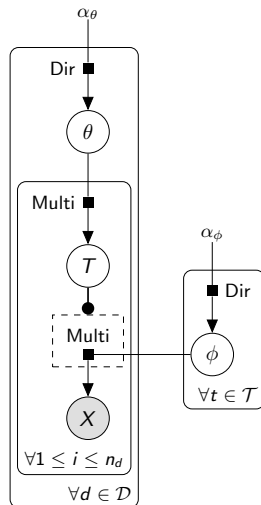 α_θ
Dir
θ
Multi
T
Multi
X
∀1 ≤ i ≤ n_d
∀d ∈ 𝒟
α_ϕ
Dir
ϕ
∀t ∈ 𝒯